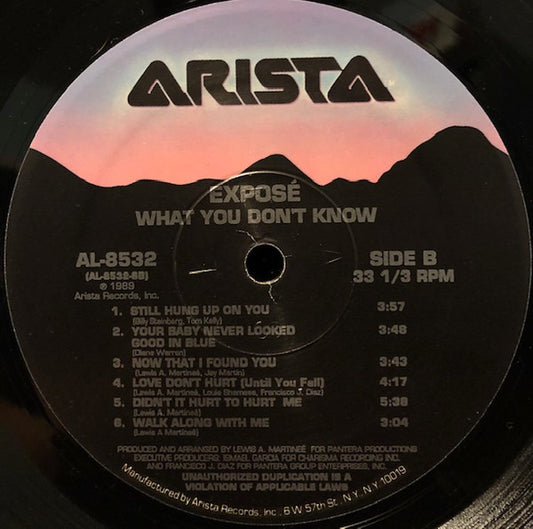 ARISTA
EXPOSÉ
WHAT YOU DON'T KNOW
AL-8532
(AL-8532-SB)
℗ 1989
Arista Records, Inc.
SIDE B
33 1/3 RPM
1. STILL HUNG UP ON YOU 3:57
(Billy Steinberg, Tom Kelly)
2. YOUR BABY NEVER LOOKED
GOOD IN BLUE 3:48
(Diane Warren)
3. NOW THAT I FOUND YOU 3:43
(Lewis A. Martineé, Jay Martin)
4. LOVE DON'T HURT (Until You Fall) 4:17
(Lewis A. Martineé, Louis Sharness, Francisco J. Diaz)
5. DIDN'T IT HURT TO HURT ME 5:38
(Lewis A. Martineé)
6. WALK ALONG WITH ME 3:04
(Lewis A Martineé)
PRODUCED AND ARRANGED BY LEWIS A. MARTINEÉ FOR PANTERA PRODUCTIONS
EXECUTIVE PRODUCERS: ISMAEL GARCIA FOR CHARISMA RECORDING INC.
AND FRANCISCO J. DIAZ FOR PANTERA GROUP ENTERPRISES, INC.
UNAUTHORIZED DUPLICATION IS A
VIOLATION OF APPLICABLE LAWS
Manufactured by Arista Records, Inc., 6 W 57th St., N.Y., N.Y. 10019